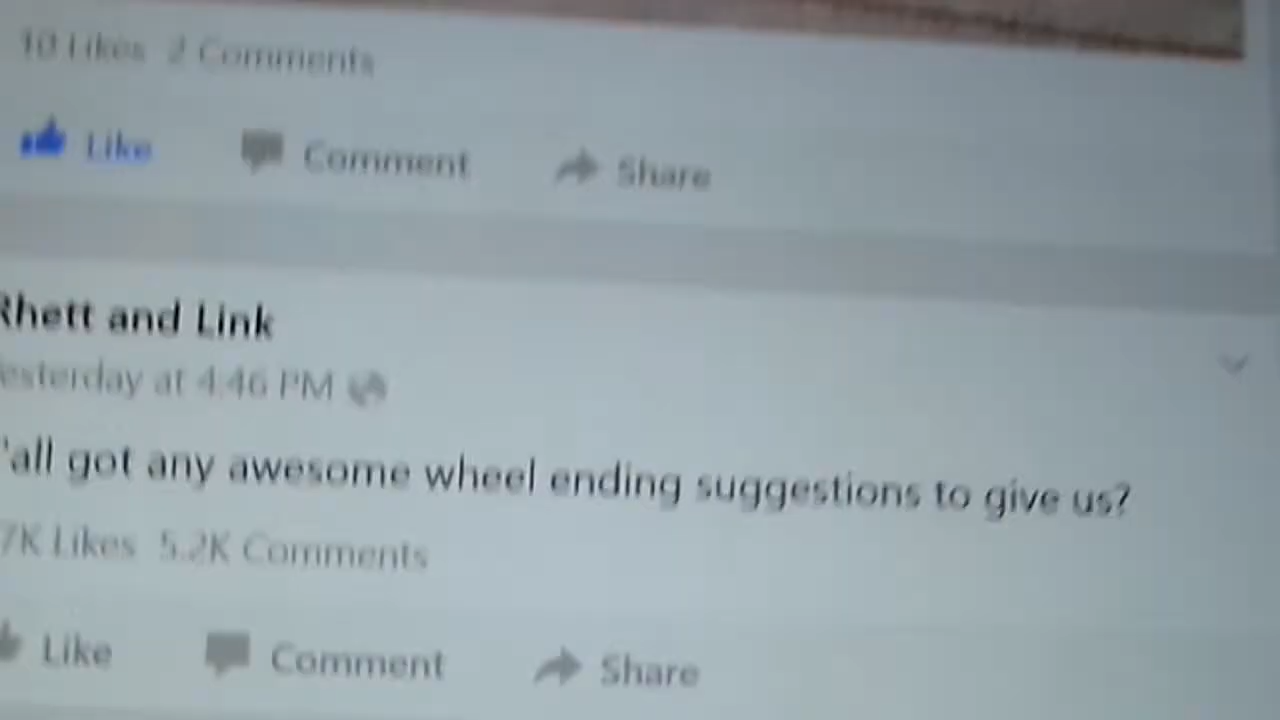 10 Likes 2 Comments
Like Comment Share
Rhett and Link
esterday at 4:46 PM
'all got any awesome wheel ending suggestions to give us?
7K Likes 5.2K Comments
Like Comment Share